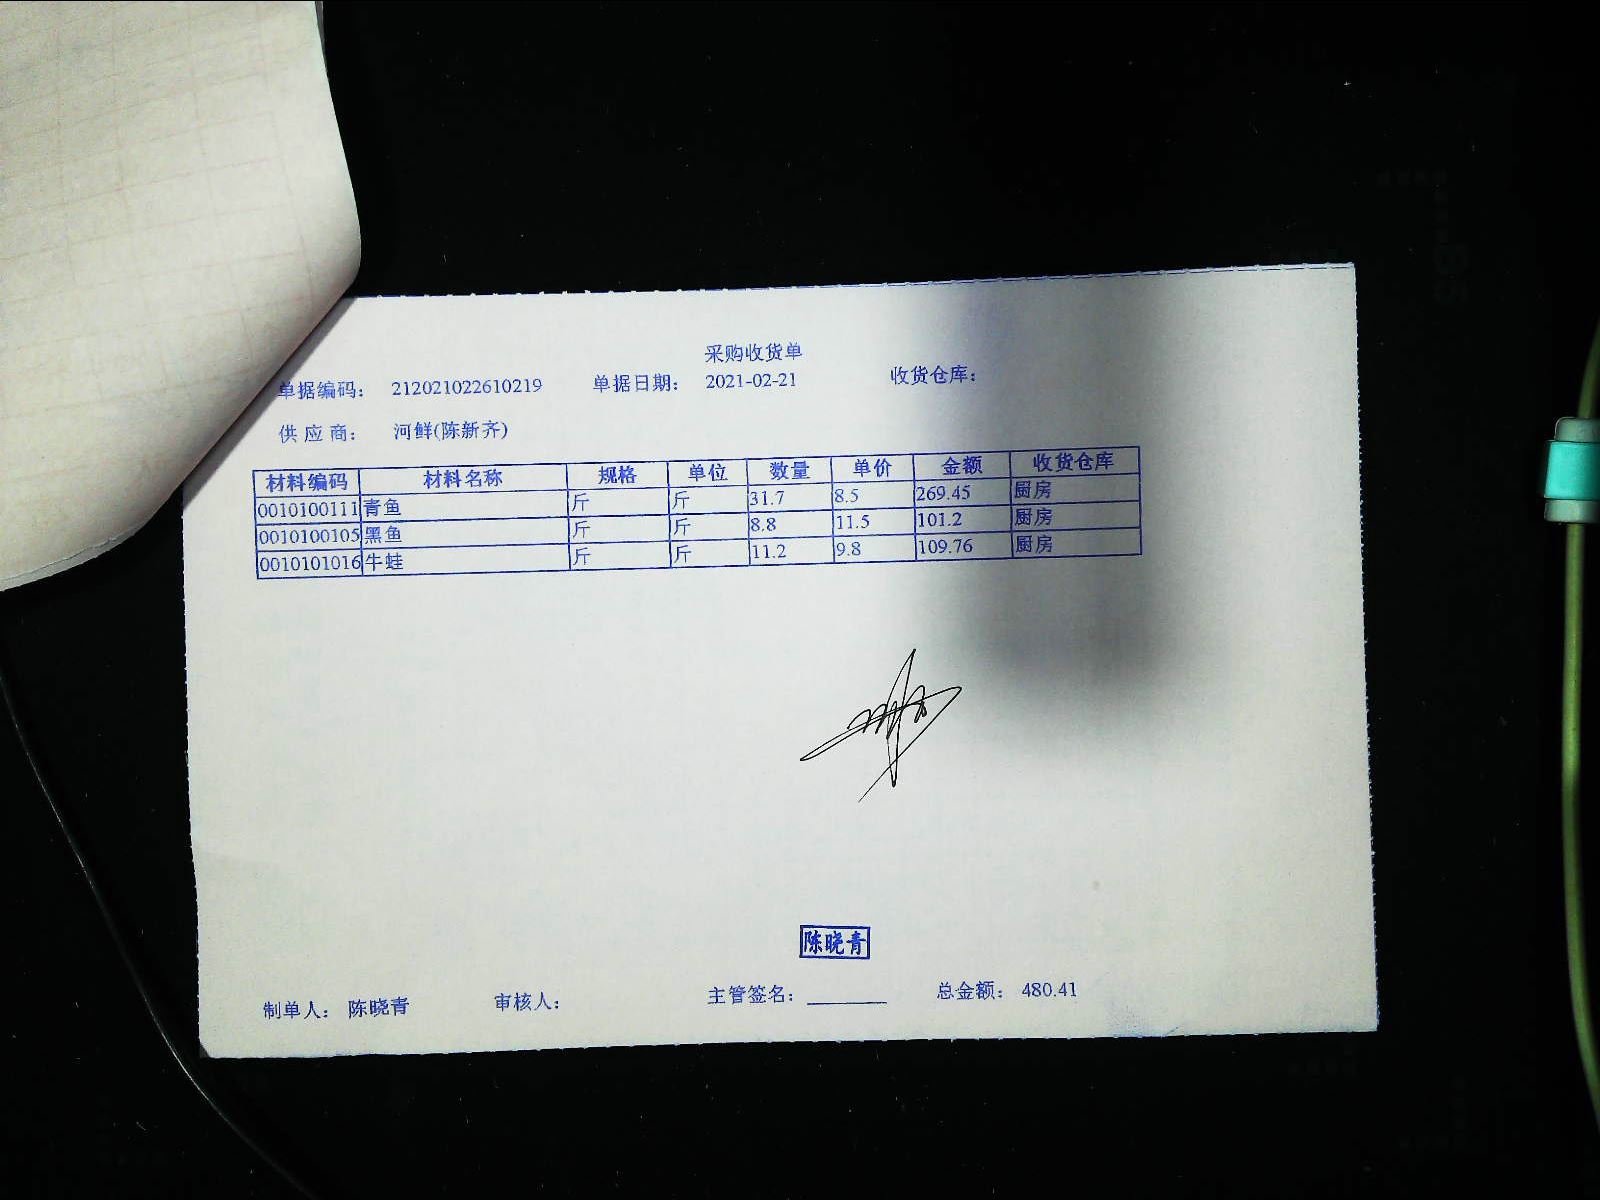 采购收货单
单据编码： 212021022610219 单据日期： 2021-02-21 收货仓库：
供应商： 河鲜(陈新齐)
材料编码 材料名称 规格 单位 数量 单价 金额 收货仓库
0010100111 青鱼 斤 斤 31.7 8.5 269.45 厨房
0010100105 黑鱼 斤 斤 8.8 11.5 101.2 厨房
0010101016 牛蛙 斤 斤 11.2 9.8 109.76 厨房
陈晓青
制单人： 陈晓青 审核人： 主管签名： ________ 总金额： 480.41